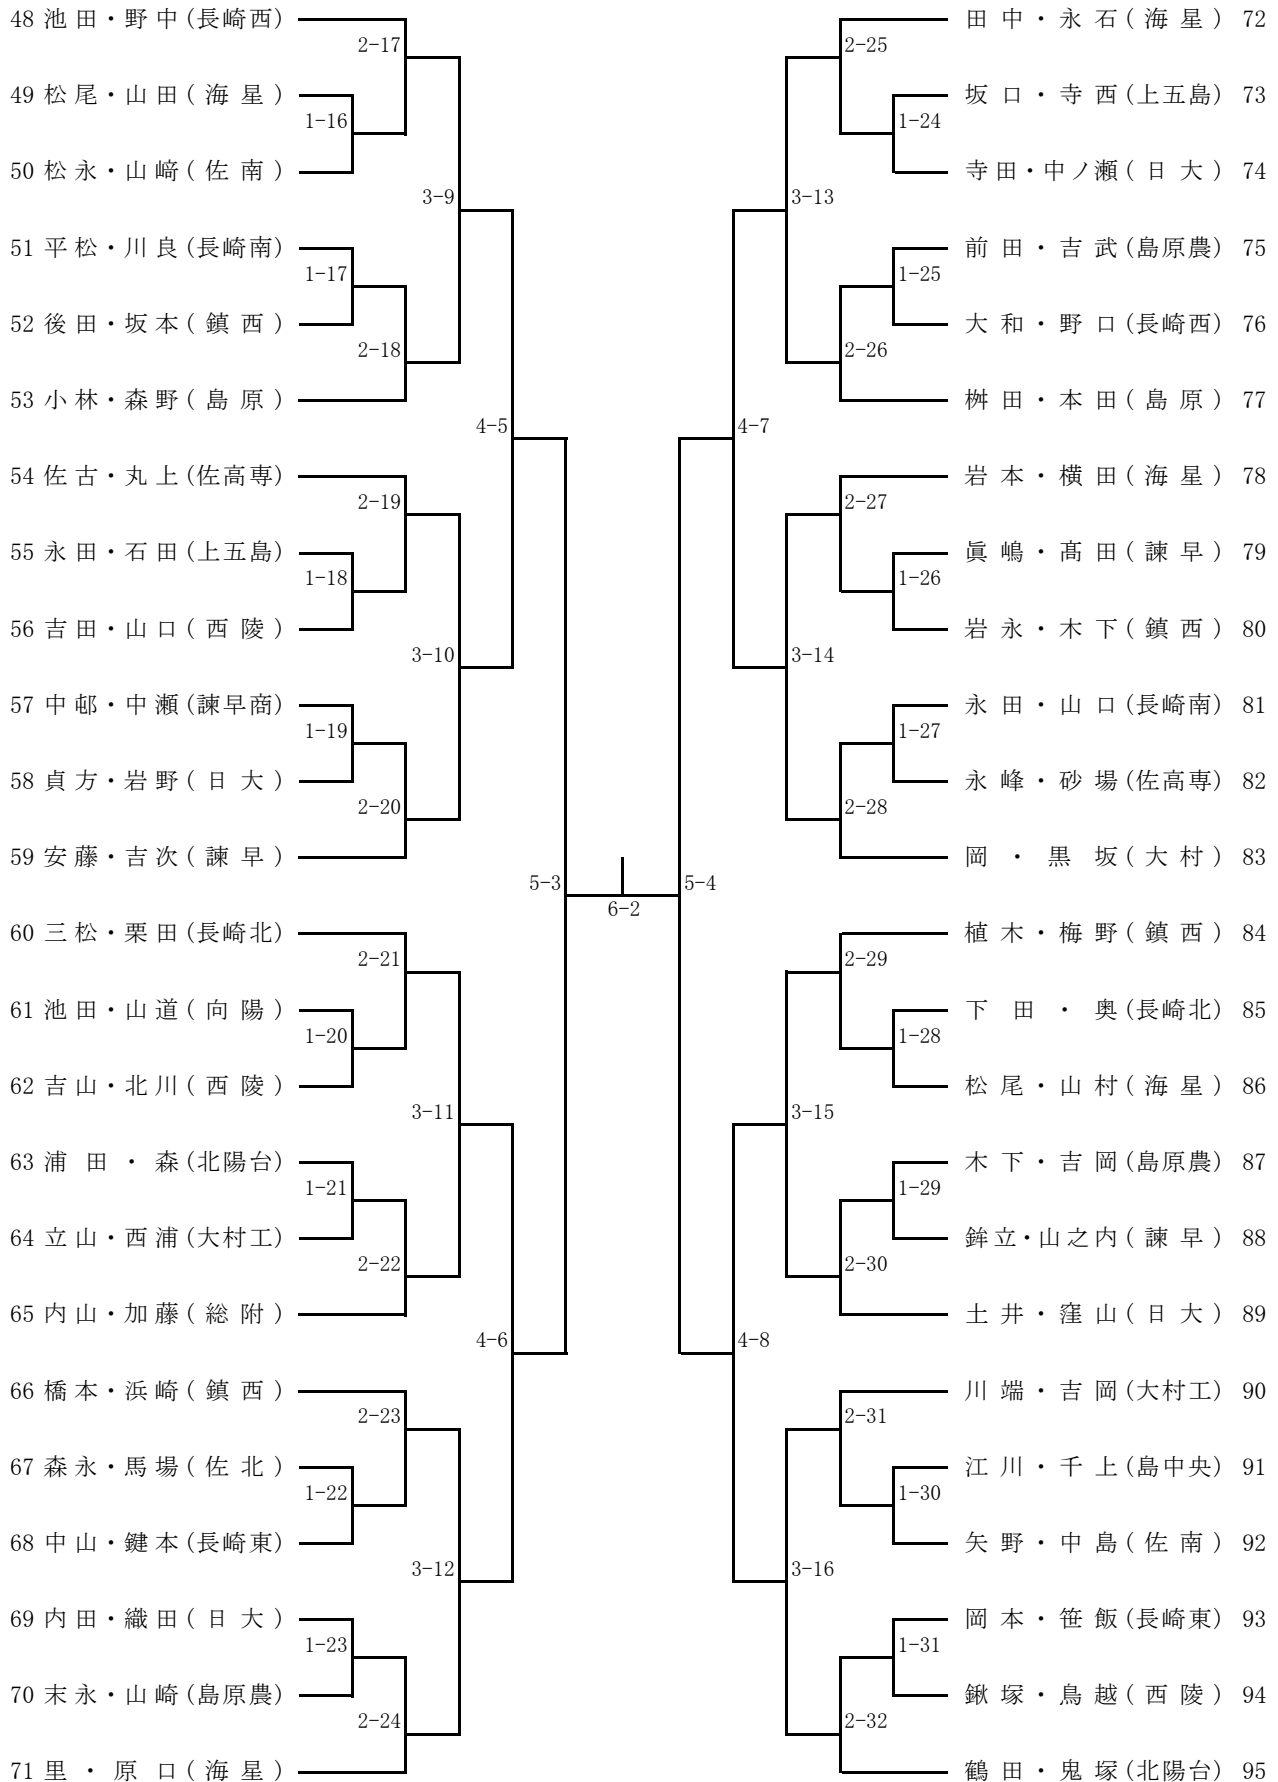 48 池田・野中(長崎西)
2-17
49 松尾・山田(海星)
1-16
50 松永・山﨑(佐南)
3-9
51 平松・川良(長崎南)
1-17
52 後田・坂本(鎮西)
2-18
53 小林・森野(島原)
4-5
54 佐古・丸上(佐高専)
2-19
55 永田・石田(上五島)
1-18
56 吉田・山口(西陵)
3-10
57 中邨・中瀬(諫早商)
1-19
58 貞方・岩野(日大)
2-20
59 安藤・吉次(諫早)
5-3
60 三松・栗田(長崎北)
2-21
61 池田・山道(向陽)
1-20
62 吉山・北川(西陵)
3-11
63 浦田・森(北陽台)
1-21
64 立山・西浦(大村工)
2-22
65 内山・加藤(総附)
4-6
66 橋本・浜崎(鎮西)
2-23
67 森永・馬場(佐北)
1-22
68 中山・鍵本(長崎東)
3-12
69 内田・織田(日大)
1-23
70 末永・山崎(島原農)
2-24
71 里・原口(海星)
6-2
田中・永石(海星) 72
2-25
坂口・寺西(上五島) 73
1-24
寺田・中ノ瀬(日大) 74
3-13
前田・吉武(島原農) 75
1-25
大和・野口(長崎西) 76
2-26
桝田・本田(島原) 77
4-7
岩本・横田(海星) 78
2-27
眞嶋・髙田(諫早) 79
1-26
岩永・木下(鎮西) 80
3-14
永田・山口(長崎南) 81
1-27
永峰・砂場(佐高専) 82
2-28
岡・黒坂(大村) 83
5-4
植木・梅野(鎮西) 84
2-29
下田・奥(長崎北) 85
1-28
松尾・山村(海星) 86
3-15
木下・吉岡(島原農) 87
1-29
鉾立・山之内(諫早) 88
2-30
土井・窪山(日大) 89
4-8
川端・吉岡(大村工) 90
2-31
江川・千上(島中央) 91
1-30
矢野・中島(佐南) 92
3-16
岡本・笹飯(長崎東) 93
1-31
鍬塚・鳥越(西陵) 94
2-32
鶴田・鬼塚(北陽台) 95